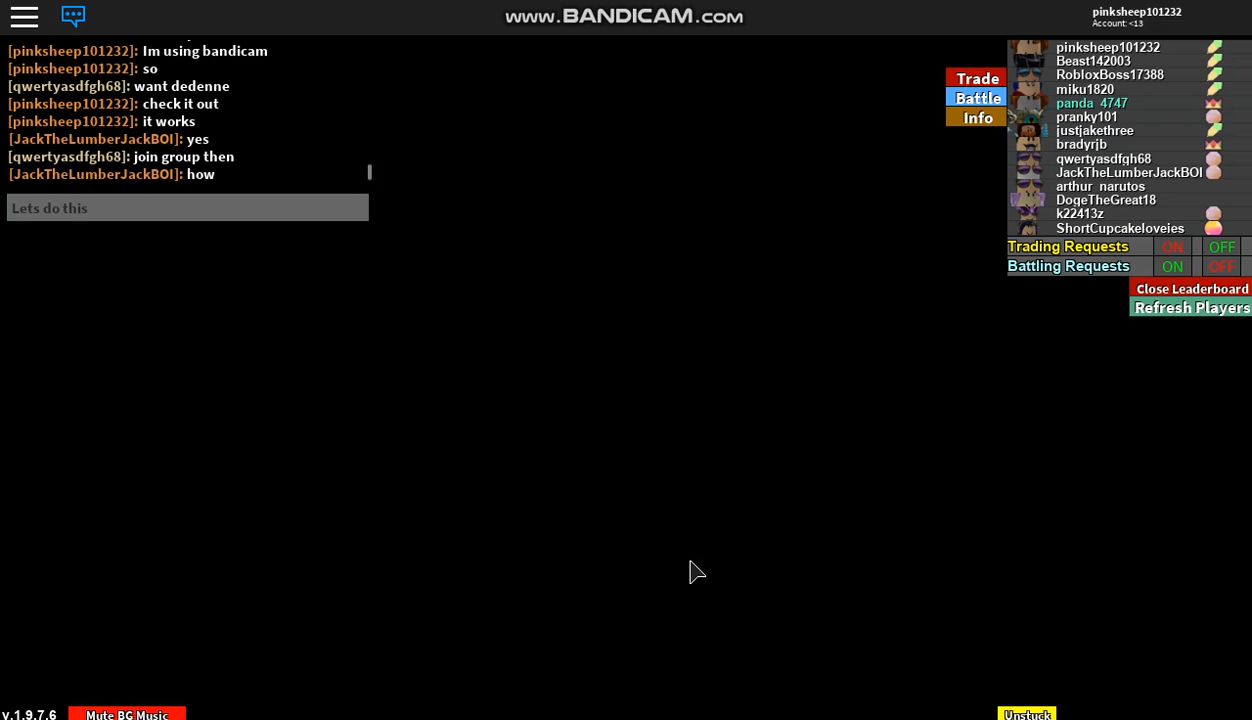 www.BANDICAM.com
pinksheep101232
Account: <13
[pinksheep101232]: Im using bandicam
[pinksheep101232]: so
[qwertyasdfgh68]: want dedenne
[pinksheep101232]: check it out
[pinksheep101232]: it works
[JackTheLumberJackBOI]: yes
[qwertyasdfgh68]: join group then
[JackTheLumberJackBOI]: how
Lets do this
Trade
Battle
Info
pinksheep101232
Beast142003
RobloxBoss17388
miku1820
panda_4747
pranky101
justjakethree
bradyrjb
qwertyasdfgh68
JackTheLumberJackBOI
arthur_narutos
DogeTheGreat18
k22413z
ShortCupcakeloveies
Trading Requests ON OFF
Battling Requests ON OFF
Close Leaderboard
Refresh Players
v.1.9.7.6
Mute BG Music
Unstuck